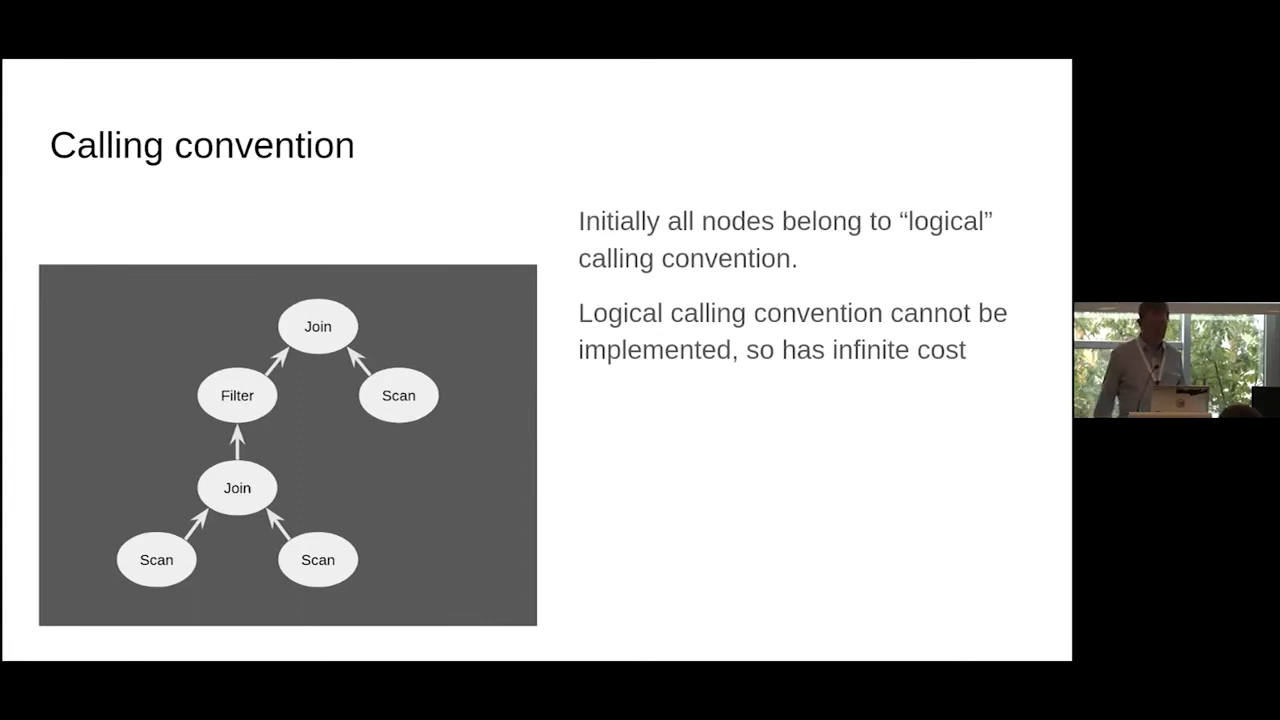 Calling convention
Initially all nodes belong to “logical”
calling convention.
Logical calling convention cannot be
implemented, so has infinite cost
Join
Filter
Scan
Join
Scan
Scan